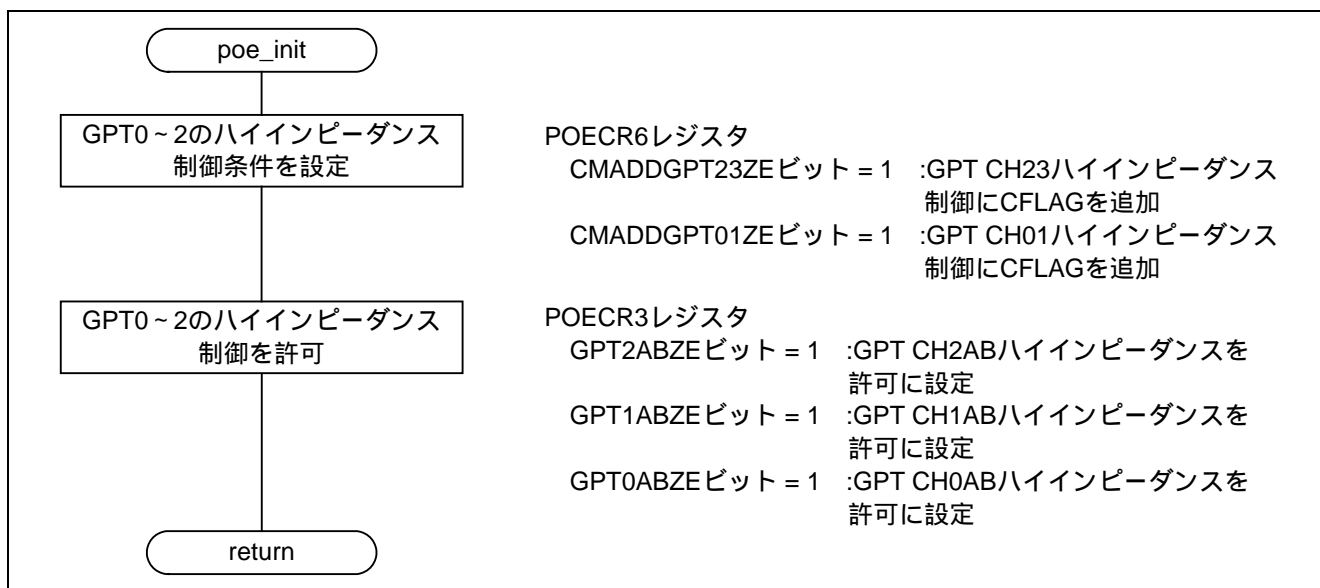 poe_init
GPT0～2のハイインピーダンス
制御条件を設定
POECR6レジスタ
CMADDGPT23ZEビット = 1 :GPT CH23ハイインピーダンス
制御にCFLAGを追加
CMADDGPT01ZEビット = 1 :GPT CH01ハイインピーダンス
制御にCFLAGを追加
GPT0～2のハイインピーダンス
制御を許可
POECR3レジスタ
GPT2ABZEビット = 1 :GPT CH2ABハイインピーダンスを
許可に設定
GPT1ABZEビット = 1 :GPT CH1ABハイインピーダンスを
許可に設定
GPT0ABZEビット = 1 :GPT CH0ABハイインピーダンスを
許可に設定
return